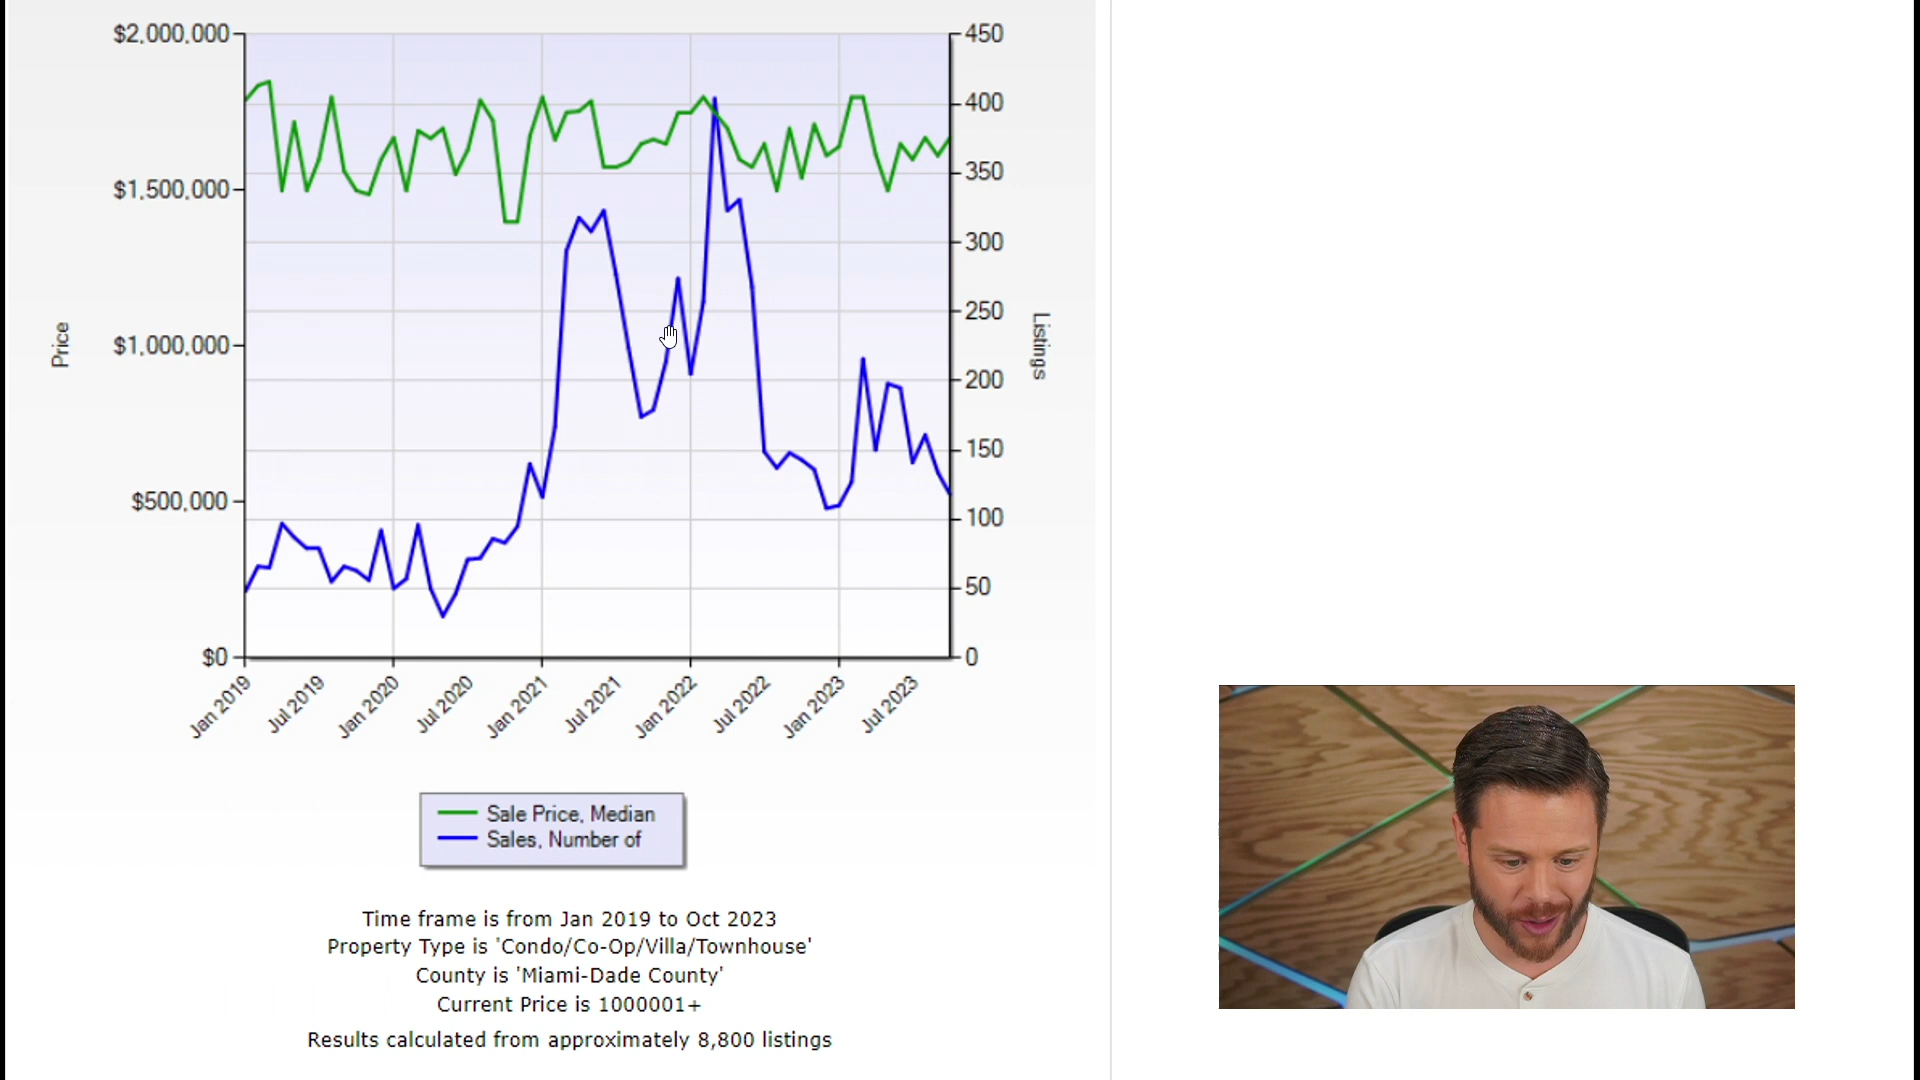 $2,000,000
$1,500,000
$1,000,000
$500,000
$0
Price
450
400
350
300
250
200
150
100
50
0
Listings
Jan 2019
Jul 2019
Jan 2020
Jul 2020
Jan 2021
Jul 2021
Jan 2022
Jul 2022
Jan 2023
Jul 2023
Sale Price, Median
Sales, Number of
Time frame is from Jan 2019 to Oct 2023
Property Type is 'Condo/Co-Op/Villa/Townhouse'
County is 'Miami-Dade County'
Current Price is 1000001+
Results calculated from approximately 8,800 listings